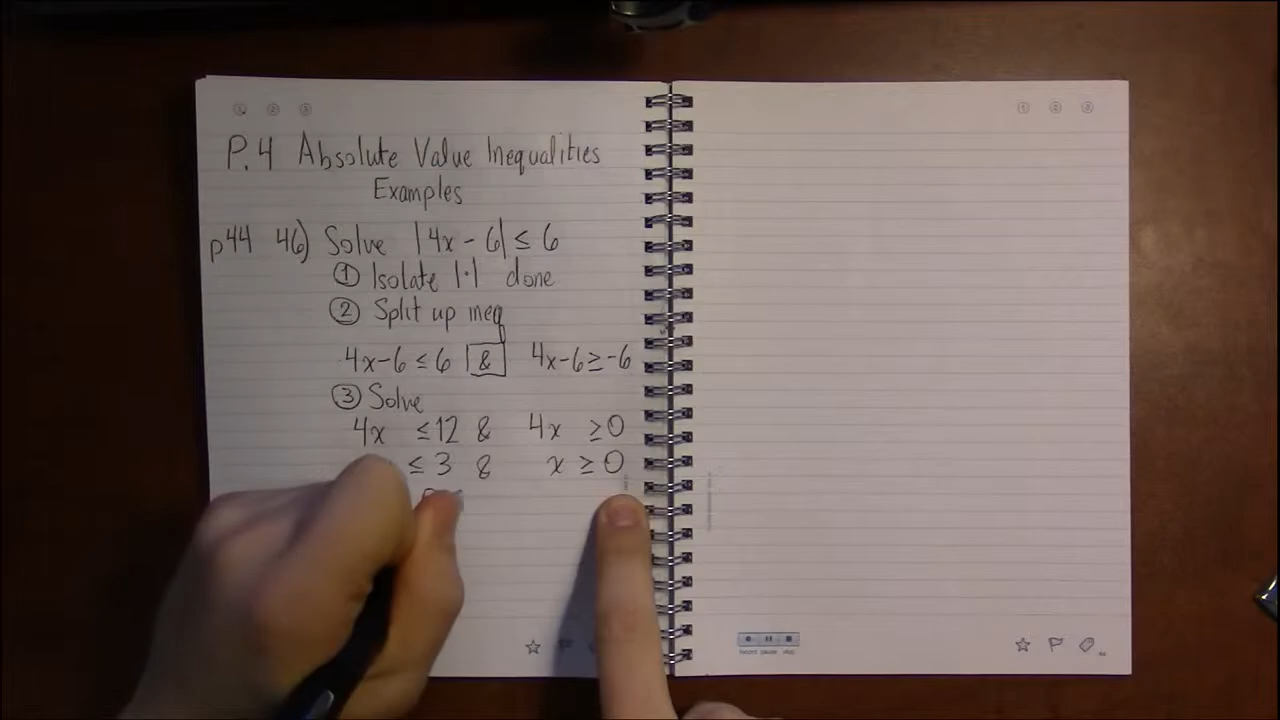 P.4 Absolute Value Inequalities
Examples
p44 46) Solve |4x - 6| ≤ 6
① Isolate |·| done
② Split up ineq
4x-6 ≤ 6 & 4x-6 ≥ -6
③ Solve
4x ≤ 12 & 4x ≥ 0
≤ 3 & x ≥ 0